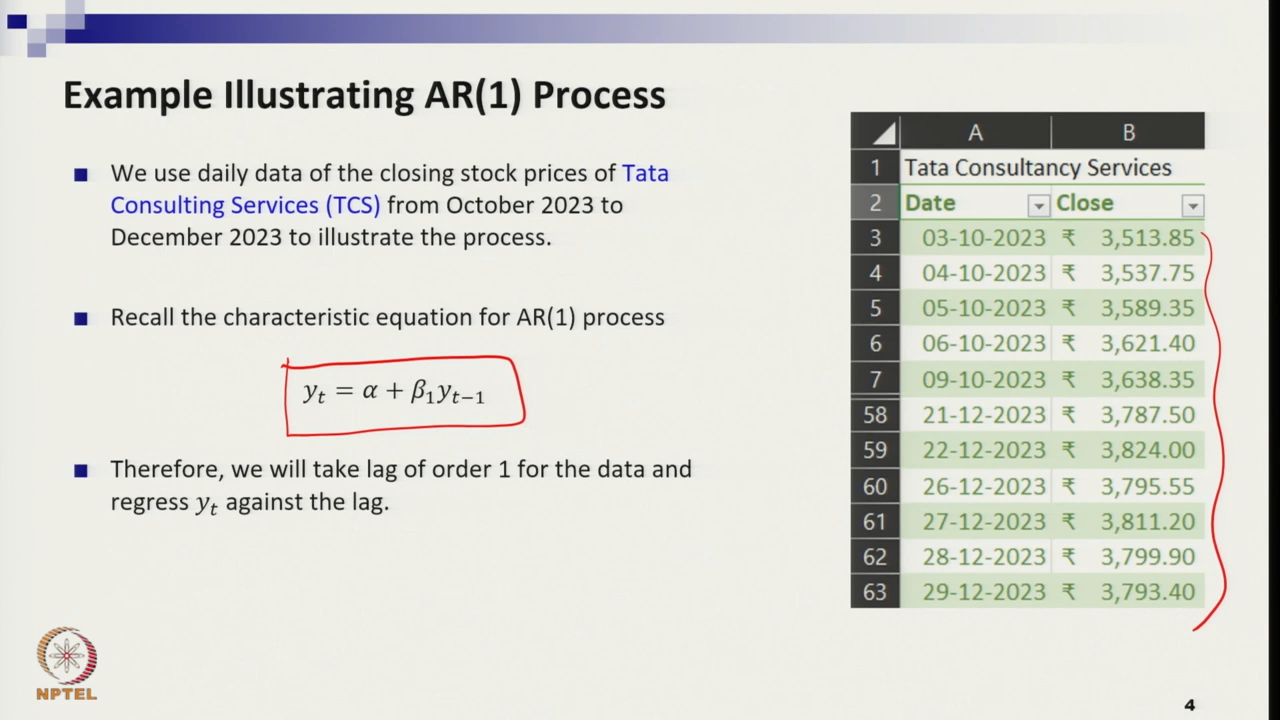 Example Illustrating AR(1) Process
We use daily data of the closing stock prices of Tata
Consulting Services (TCS) from October 2023 to
December 2023 to illustrate the process.
Recall the characteristic equation for AR(1) process
yₜ = α + β₁yₜ₋₁
Therefore, we will take lag of order 1 for the data and
regress yₜ against the lag.
A B
1 Tata Consultancy Services
2 Date Close
3 03-10-2023 ₹ 3,513.85
4 04-10-2023 ₹ 3,537.75
5 05-10-2023 ₹ 3,589.35
6 06-10-2023 ₹ 3,621.40
7 09-10-2023 ₹ 3,638.35
58 21-12-2023 ₹ 3,787.50
59 22-12-2023 ₹ 3,824.00
60 26-12-2023 ₹ 3,795.55
61 27-12-2023 ₹ 3,811.20
62 28-12-2023 ₹ 3,799.90
63 29-12-2023 ₹ 3,793.40
NPTEL
4